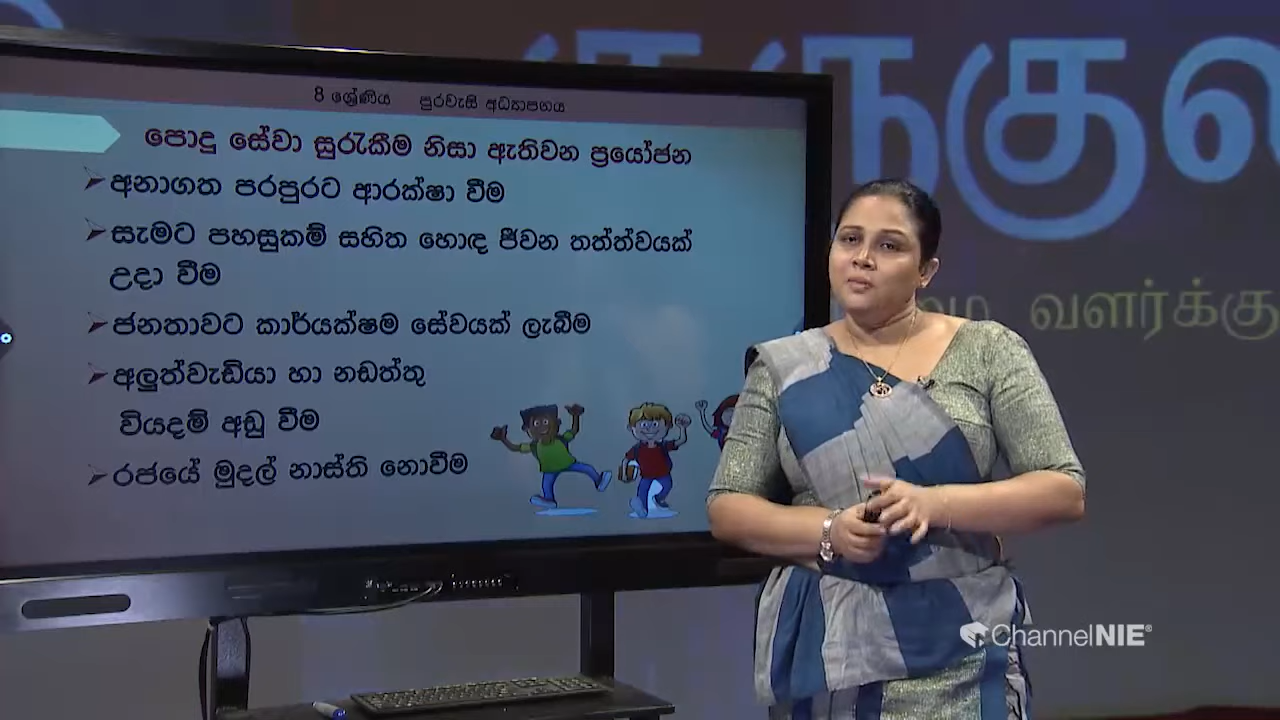 8 ශ්‍රේණිය පුරවැසි අධ්‍යාපනය
පොදු සේවා සුරැකීම නිසා ඇතිවන ප්‍රයෝජන
අනාගත පරපුරට ආරක්ෂා වීම
සැමට පහසුකම් සහිත හොඳ ජීවන තත්ත්වයක්
උදා වීම
ජනතාවට කාර්යක්ෂම සේවයක් ලැබීම
අලුත්වැඩියා හා නඩත්තු
වියදම් අඩු වීම
රජයේ මුදල් නාස්ති නොවීම
ChannelNIE®